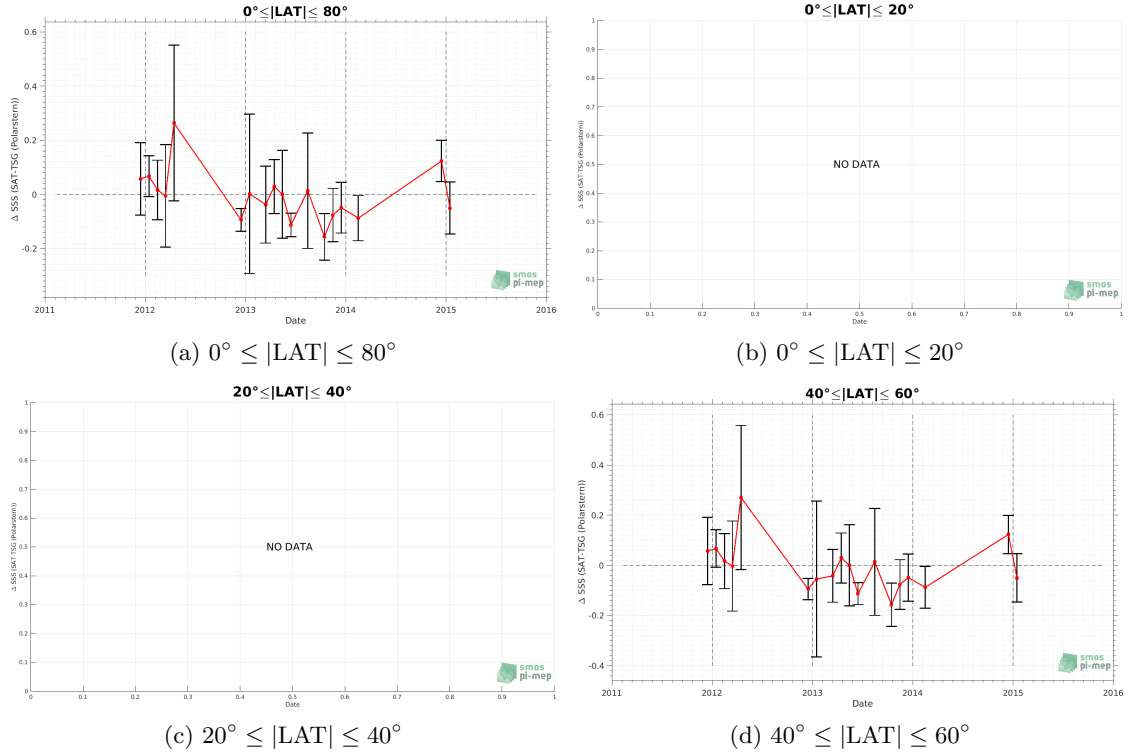 0°≤|LAT|≤ 80°
Δ SSS (SAT-TSG (Polarstern))
0.6
0.4
0.2
0
-0.2
2011
2012
2013
2014
2015
2016
Date
smos
pi-mep
(a) 0° ≤ |LAT| ≤ 80°
0°≤|LAT|≤ 20°
Δ SSS (SAT-TSG (Polarstern))
1
0.9
0.8
0.7
0.6
0.5
0.4
0.3
0.2
0.1
0
NO DATA
0
0.1
0.2
0.3
0.4
0.5
0.6
0.7
0.8
0.9
1
Date
smos
pi-mep
(b) 0° ≤ |LAT| ≤ 20°
20°≤|LAT|≤ 40°
Δ SSS (SAT-TSG (Polarstern))
1
0.9
0.8
0.7
0.6
0.5
0.4
0.3
0.2
0.1
0
NO DATA
0
0.1
0.2
0.3
0.4
0.5
0.6
0.7
0.8
0.9
1
Date
smos
pi-mep
(c) 20° ≤ |LAT| ≤ 40°
40°≤|LAT|≤ 60°
Δ SSS (SAT-TSG (Polarstern))
0.6
0.4
0.2
0
-0.2
-0.4
2011
2012
2013
2014
2015
2016
Date
smos
pi-mep
(d) 40° ≤ |LAT| ≤ 60°